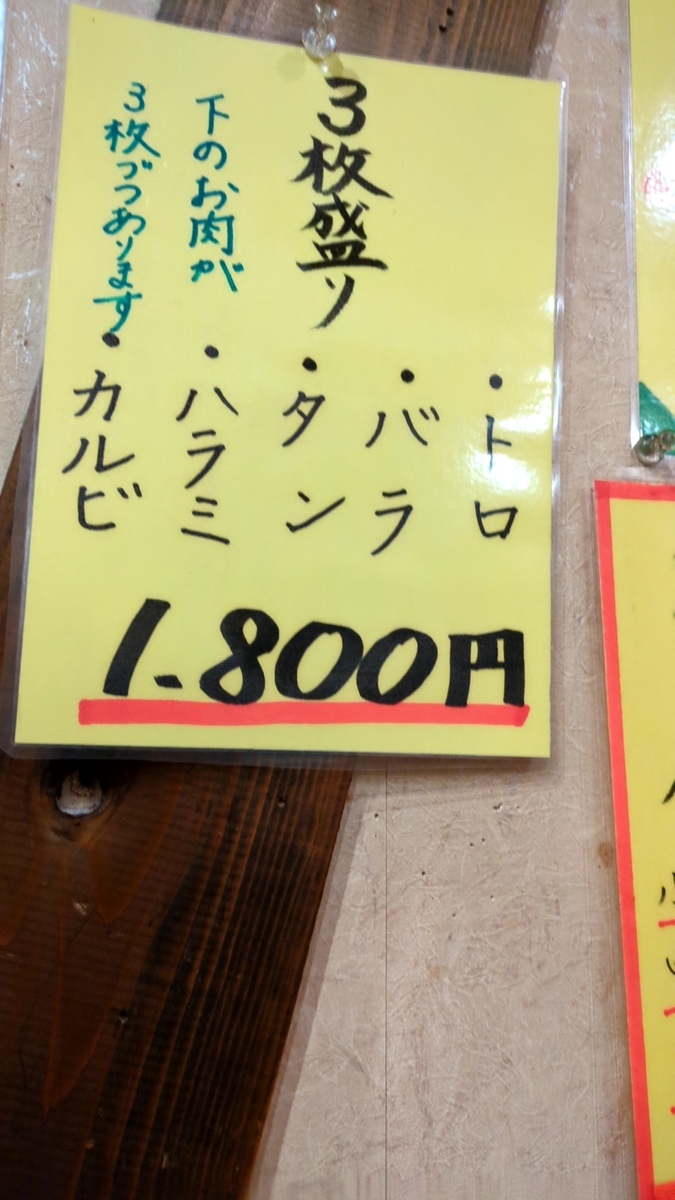 3枚盛り
下のお肉が
3枚づつあります
・トロ
・バラ
・タン
・ハラミ
・カルビ
1.800円